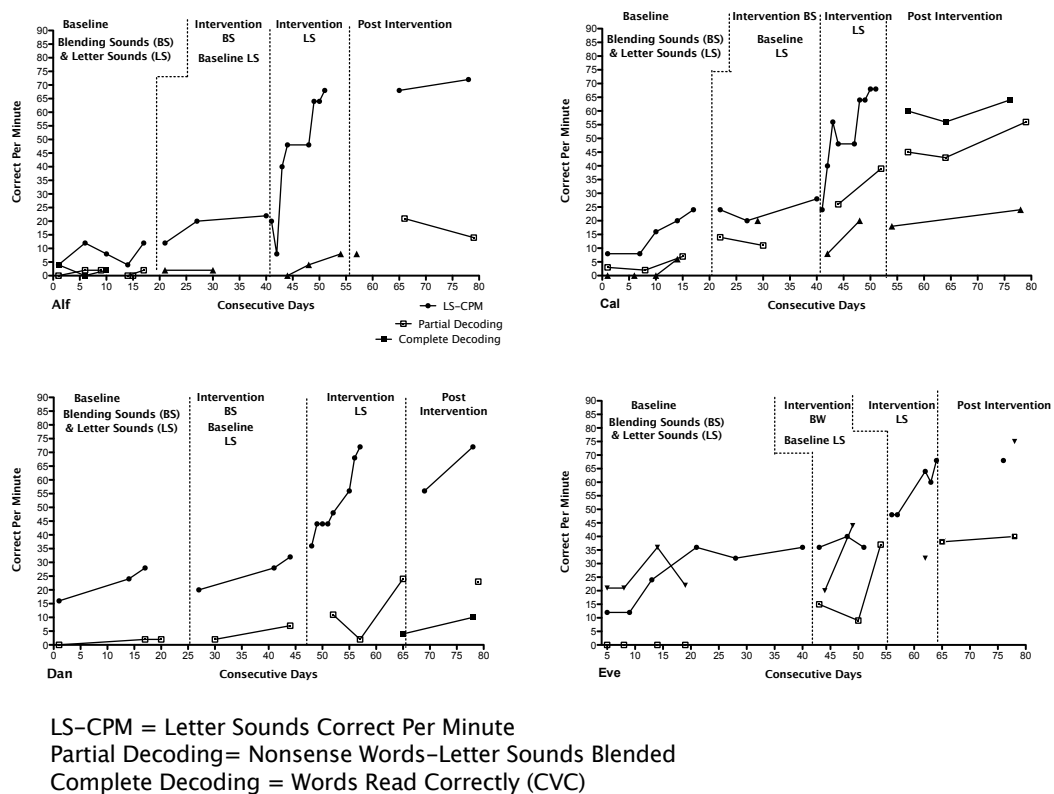 Baseline
Blending Sounds (BS)
& Letter Sounds (LS)
Intervention
BS
Baseline LS
Intervention
LS
Post Intervention
Correct Per Minute
90
85
80
75
70
65
60
55
50
45
40
35
30
25
20
15
10
5
0
0 5 10 15 20 25 30 35 40 45 50 55 60 65 70 75 80
Alf
Consecutive Days
LS-CPM
Partial Decoding
Complete Decoding
Baseline
Blending Sounds (BS)
& Letter Sounds (LS)
Intervention BS
Baseline
LS
Intervention
LS
Post Intervention
Correct Per Minute
90
85
80
75
70
65
60
55
50
45
40
35
30
25
20
15
10
5
0
0 5 10 15 20 25 30 35 40 45 50 55 60 65 70 75 80
Cal
Consecutive Days
Baseline
Blending Sounds (BS)
& Letter Sounds (LS)
Intervention
BS
Baseline
LS
Intervention
LS
Post
Intervention
Correct Per Minute
90
85
80
75
70
65
60
55
50
45
40
35
30
25
20
15
10
5
0
0 5 10 15 20 25 30 35 40 45 50 55 60 65 70 75 80
Dan
Consecutive Days
Baseline
Blending Sounds (BS)
& Letter Sounds (LS)
Intervention
BW
Baseline LS
Intervention
LS
Post Intervention
Correct Per Minute
90
85
80
75
70
65
60
55
50
45
40
35
30
25
20
15
10
5
0
5 10 15 20 25 30 35 40 45 50 55 60 65 70 75 80
Eve
Consecutive Days
LS-CPM = Letter Sounds Correct Per Minute
Partial Decoding= Nonsense Words-Letter Sounds Blended
Complete Decoding = Words Read Correctly (CVC)